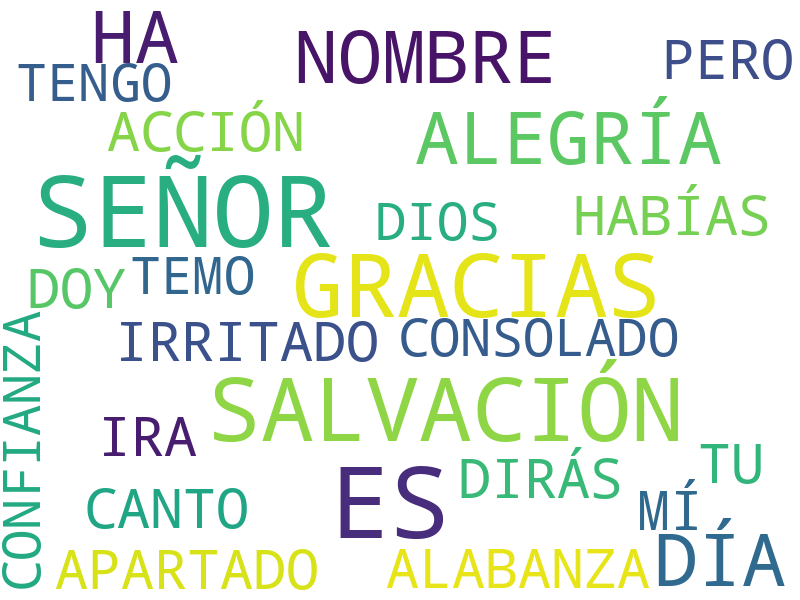 HA
NOMBRE
PERO
TENGO
ACCIÓN
ALEGRÍA
SEÑOR
DIOS
HABÍAS
DOY
TEMO
GRACIAS
CONFIANZA
IRRITADO
CONSOLADO
SALVACIÓN
IRA
ES
DIRÁS
TU
CANTO
MÍ
APARTADO
ALABANZA
DÍA